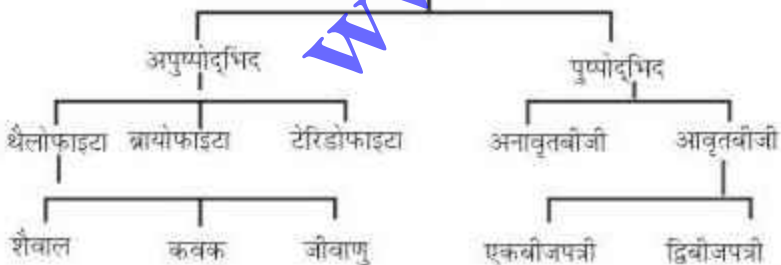 अपुष्पोद्भिद पुष्पोद्भिद
थैलोफाइटा ब्रायोफाइटा टेरिडोफाइटा अनावृतबीजी आवृतबीजी
शैवाल कवक जीवाणु एकबीजपत्री द्विबीजपत्री